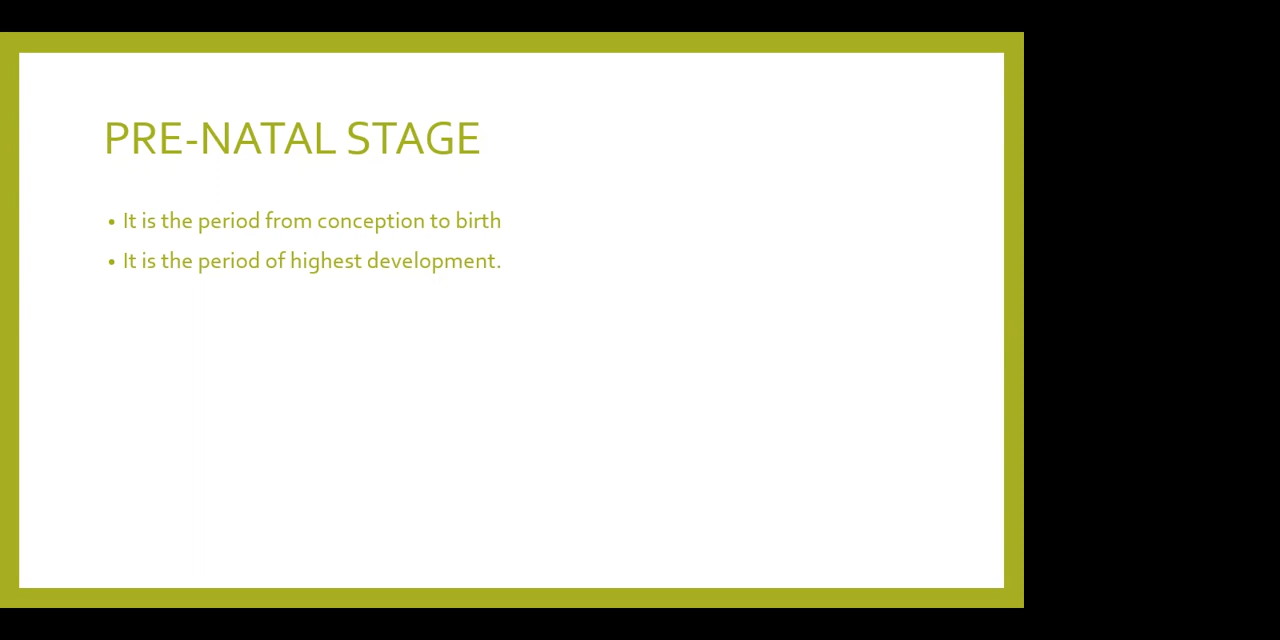 PRE-NATAL STAGE
• It is the period from conception to birth
• It is the period of highest development.